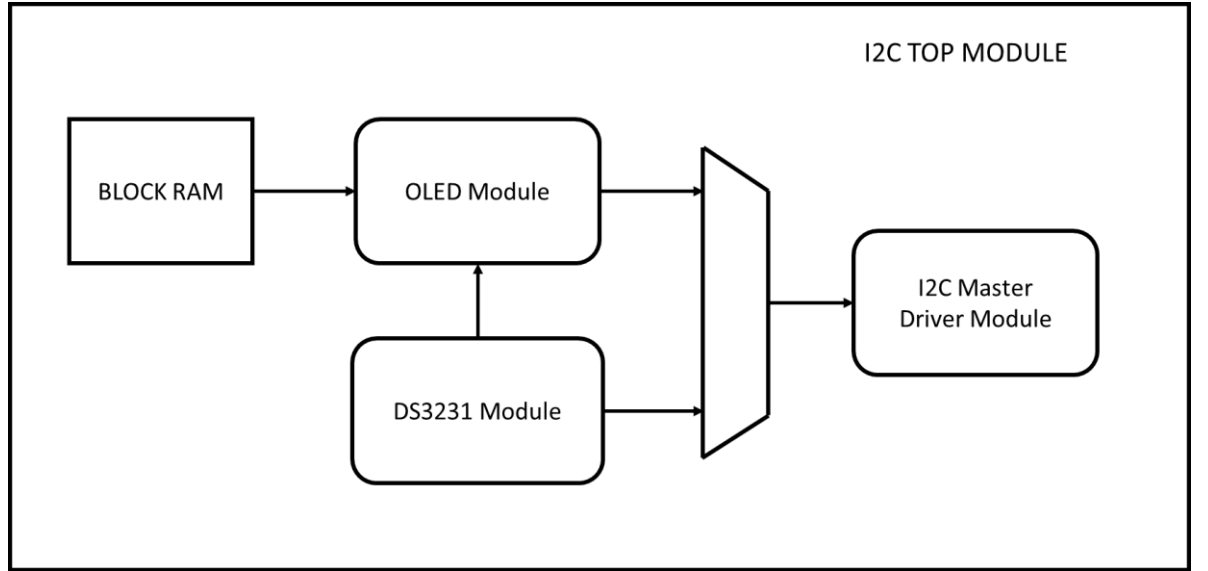 I2C TOP MODULE
BLOCK RAM
OLED Module
I2C Master
Driver Module
DS3231 Module